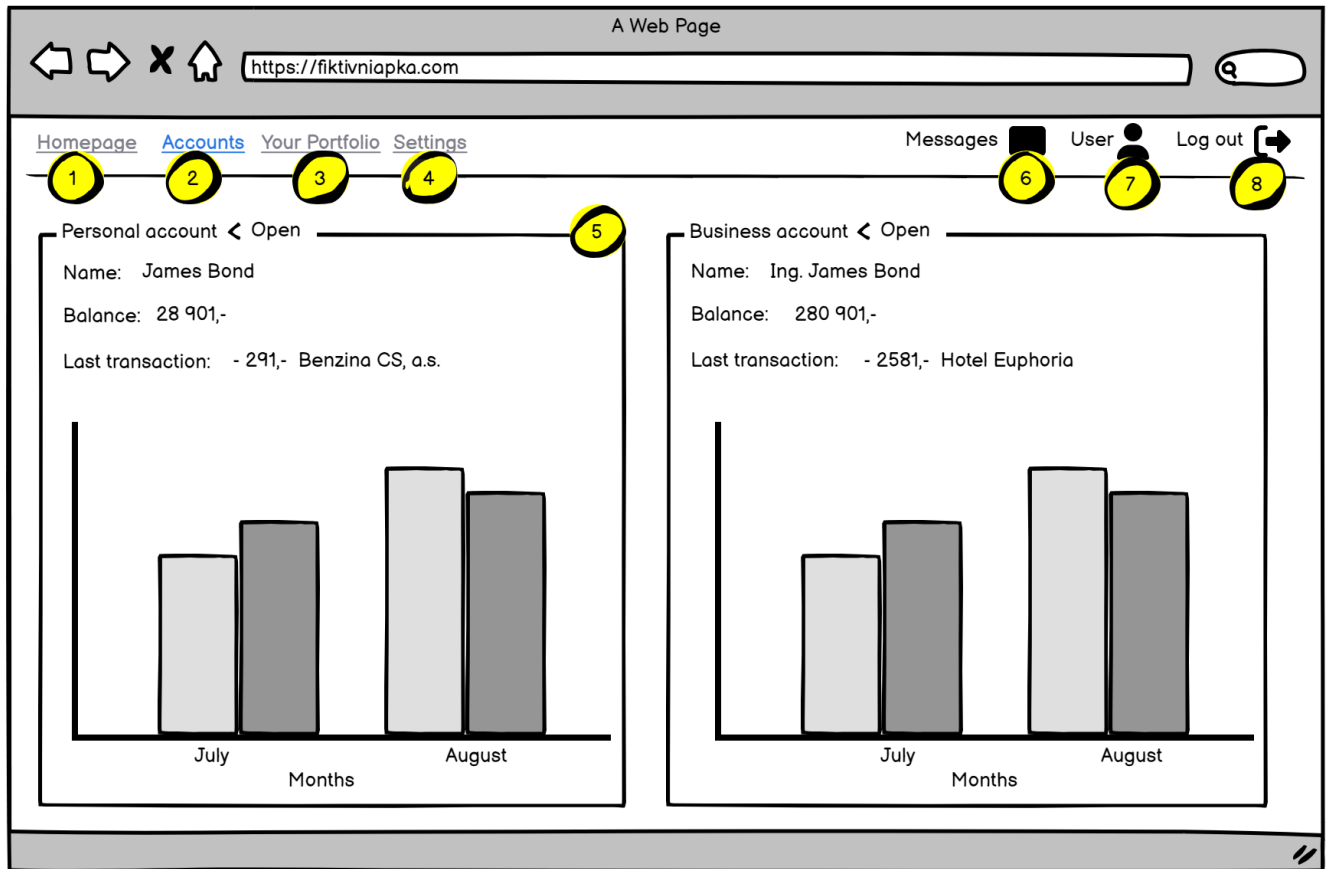 A Web Page
https://fiktivniapka.com
Homepage Accounts Your Portfolio Settings Messages User Log out
1 2 3 4 6 7 8
5
Personal account < Open
Name: James Bond
Balance: 28 901,-
Last transaction: - 291,- Benzina CS, a.s.
July August
Months
Business account < Open
Name: Ing. James Bond
Balance: 280 901,-
Last transaction: - 2581,- Hotel Euphoria
July August
Months